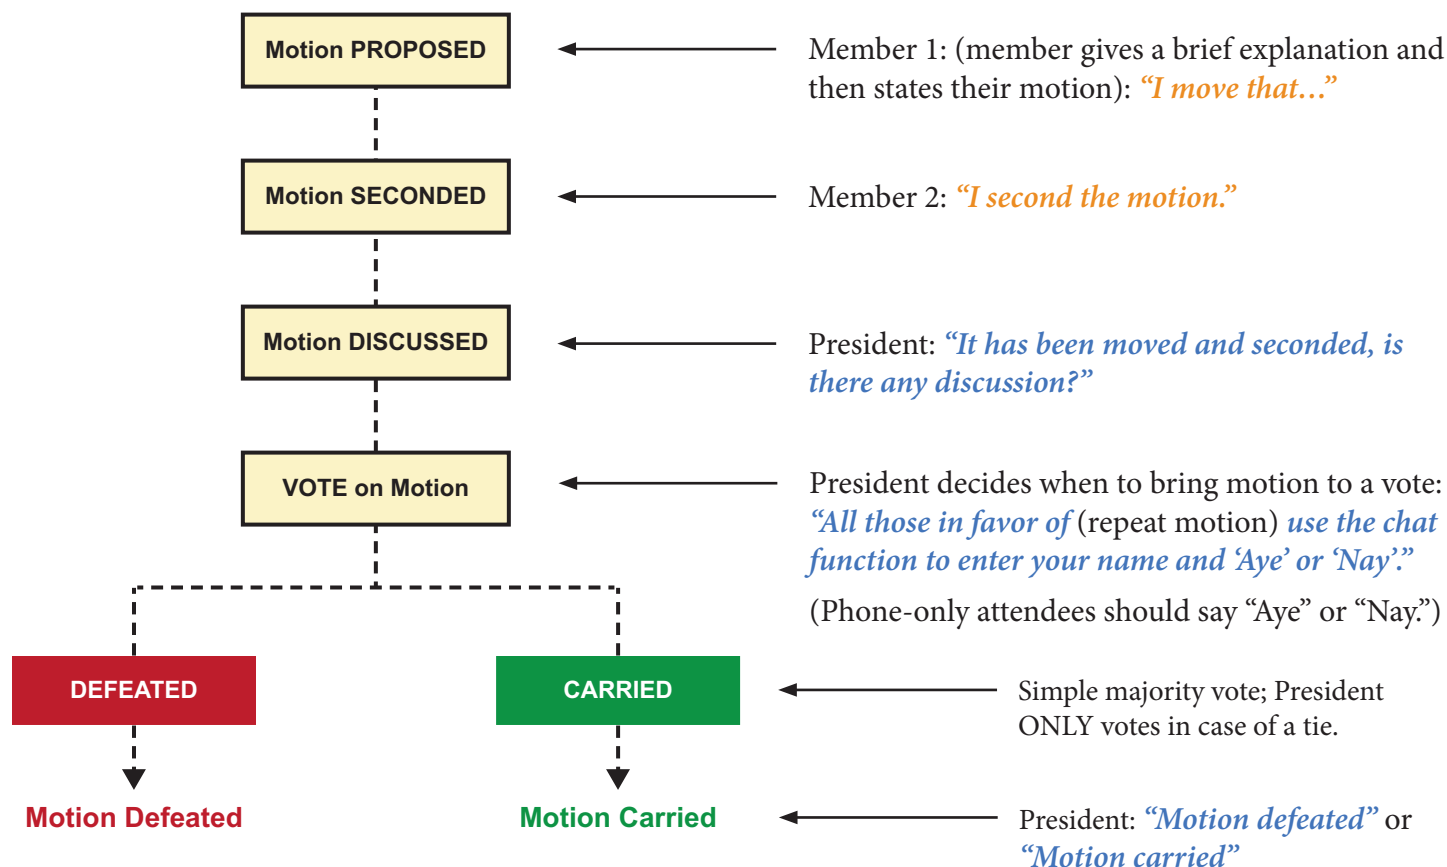 Motion PROPOSED
Member 1: (member gives a brief explanation and
then states their motion): “I move that…”
Motion SECONDED
Member 2: “I second the motion.”
Motion DISCUSSED
President: “It has been moved and seconded, is
there any discussion?”
VOTE on Motion
President decides when to bring motion to a vote:
“All those in favor of (repeat motion) use the chat
function to enter your name and ‘Aye’ or ‘Nay’.”
(Phone-only attendees should say “Aye” or “Nay.”)
DEFEATED
CARRIED
Simple majority vote; President
ONLY votes in case of a tie.
Motion Defeated
Motion Carried
President: “Motion defeated” or
“Motion carried”